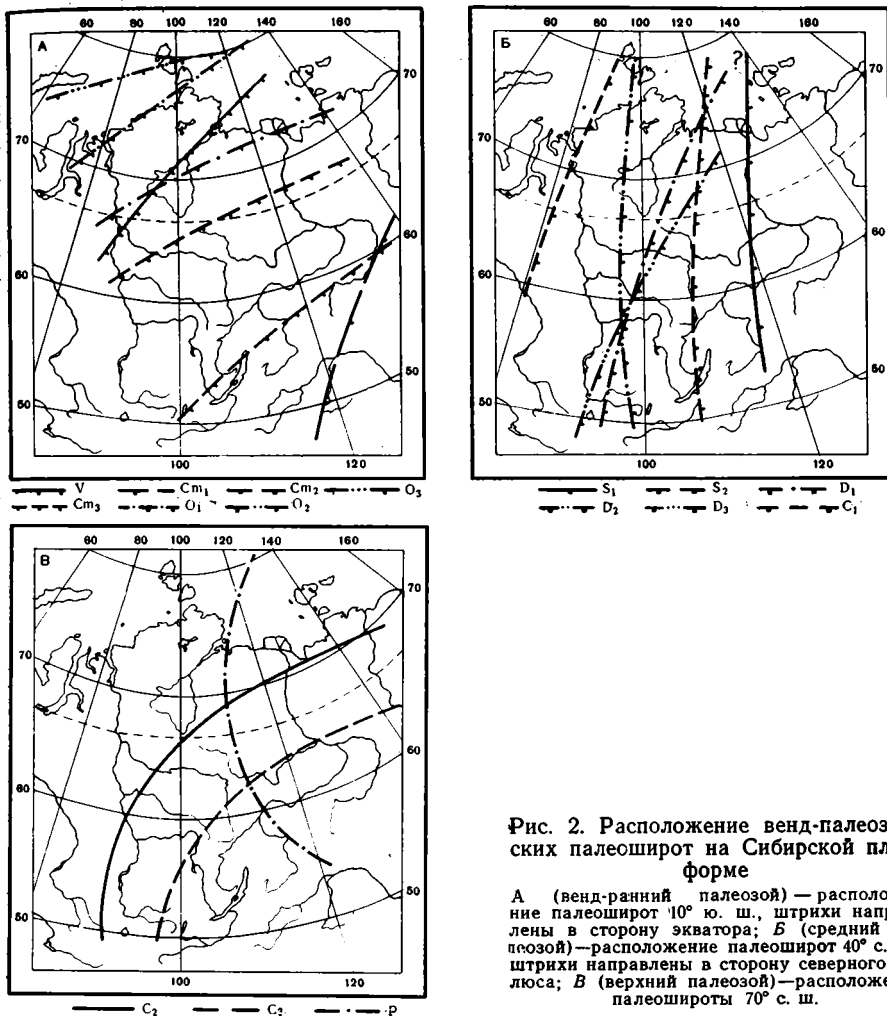 А
60 80 100 120 140 160
70
70
60
60
50
50
100
120
V Cm₁ Cm₂ O₃
Cm₃ O₁ O₂
Б
60 80 100 120 130 140 160
?
70
70
60
60
50
50
100
120
S₁ S₂ D₁
D₂ D₃ C₁
В
60 80 100 120 140 160
70
70
60
60
50
50
100
120
C₂ C₂ P
Рис. 2. Расположение венд-палеозо
ских палеоширот на Сибирской пл
форме
А (венд-ранний палеозой) — располо
ние палеоширот 10° ю. ш., штрихи напр
лены в сторону экватора; Б (средний
леозой)—расположение палеоширот 40° с.
штрихи направлены в сторону северного
люса; В (верхний палеозой)—расположе
палеошироты 70° с. ш.